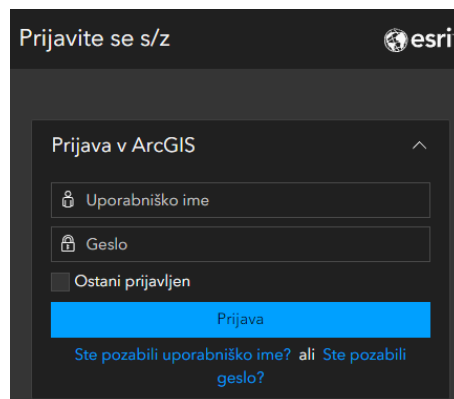 Prijavite se s/z
esri
Prijava v ArcGIS
Uporabniško ime
Geslo
Ostani prijavljen
Prijava
Ste pozabili uporabniško ime? ali Ste pozabili
geslo?